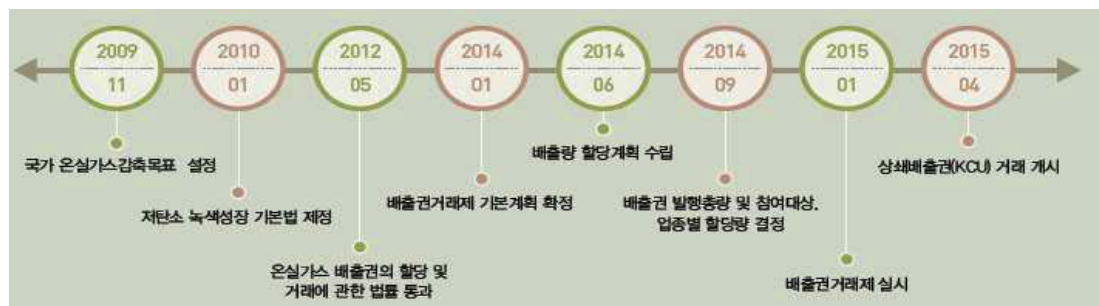 2009
11
2010
01
2012
05
2014
01
2014
06
2014
09
2015
01
2015
04
국가 온실가스감축목표 설정
저탄소 녹색성장 기본법 제정
온실가스 배출권의 할당 및
거래에 관한 법률 통과
배출권거래제 기본계획 확정
배출량 할당계획 수립
배출권 발행총량 및 참여대상,
업종별 할당량 결정
배출권거래제 실시
상쇄배출권(KCU) 거래 개시